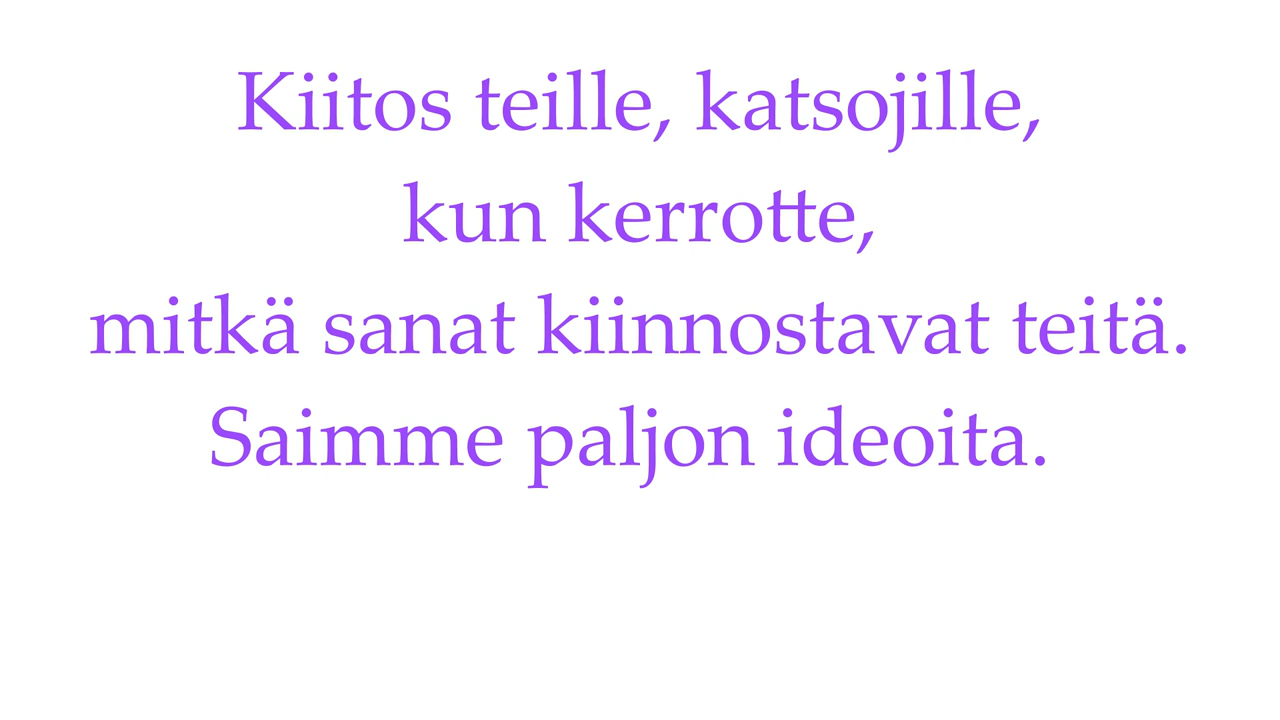 Kiitos teille, katsojille,
kun kerrotte,
mitkä sanat kiinnostavat teitä.
Saimme paljon ideoita.